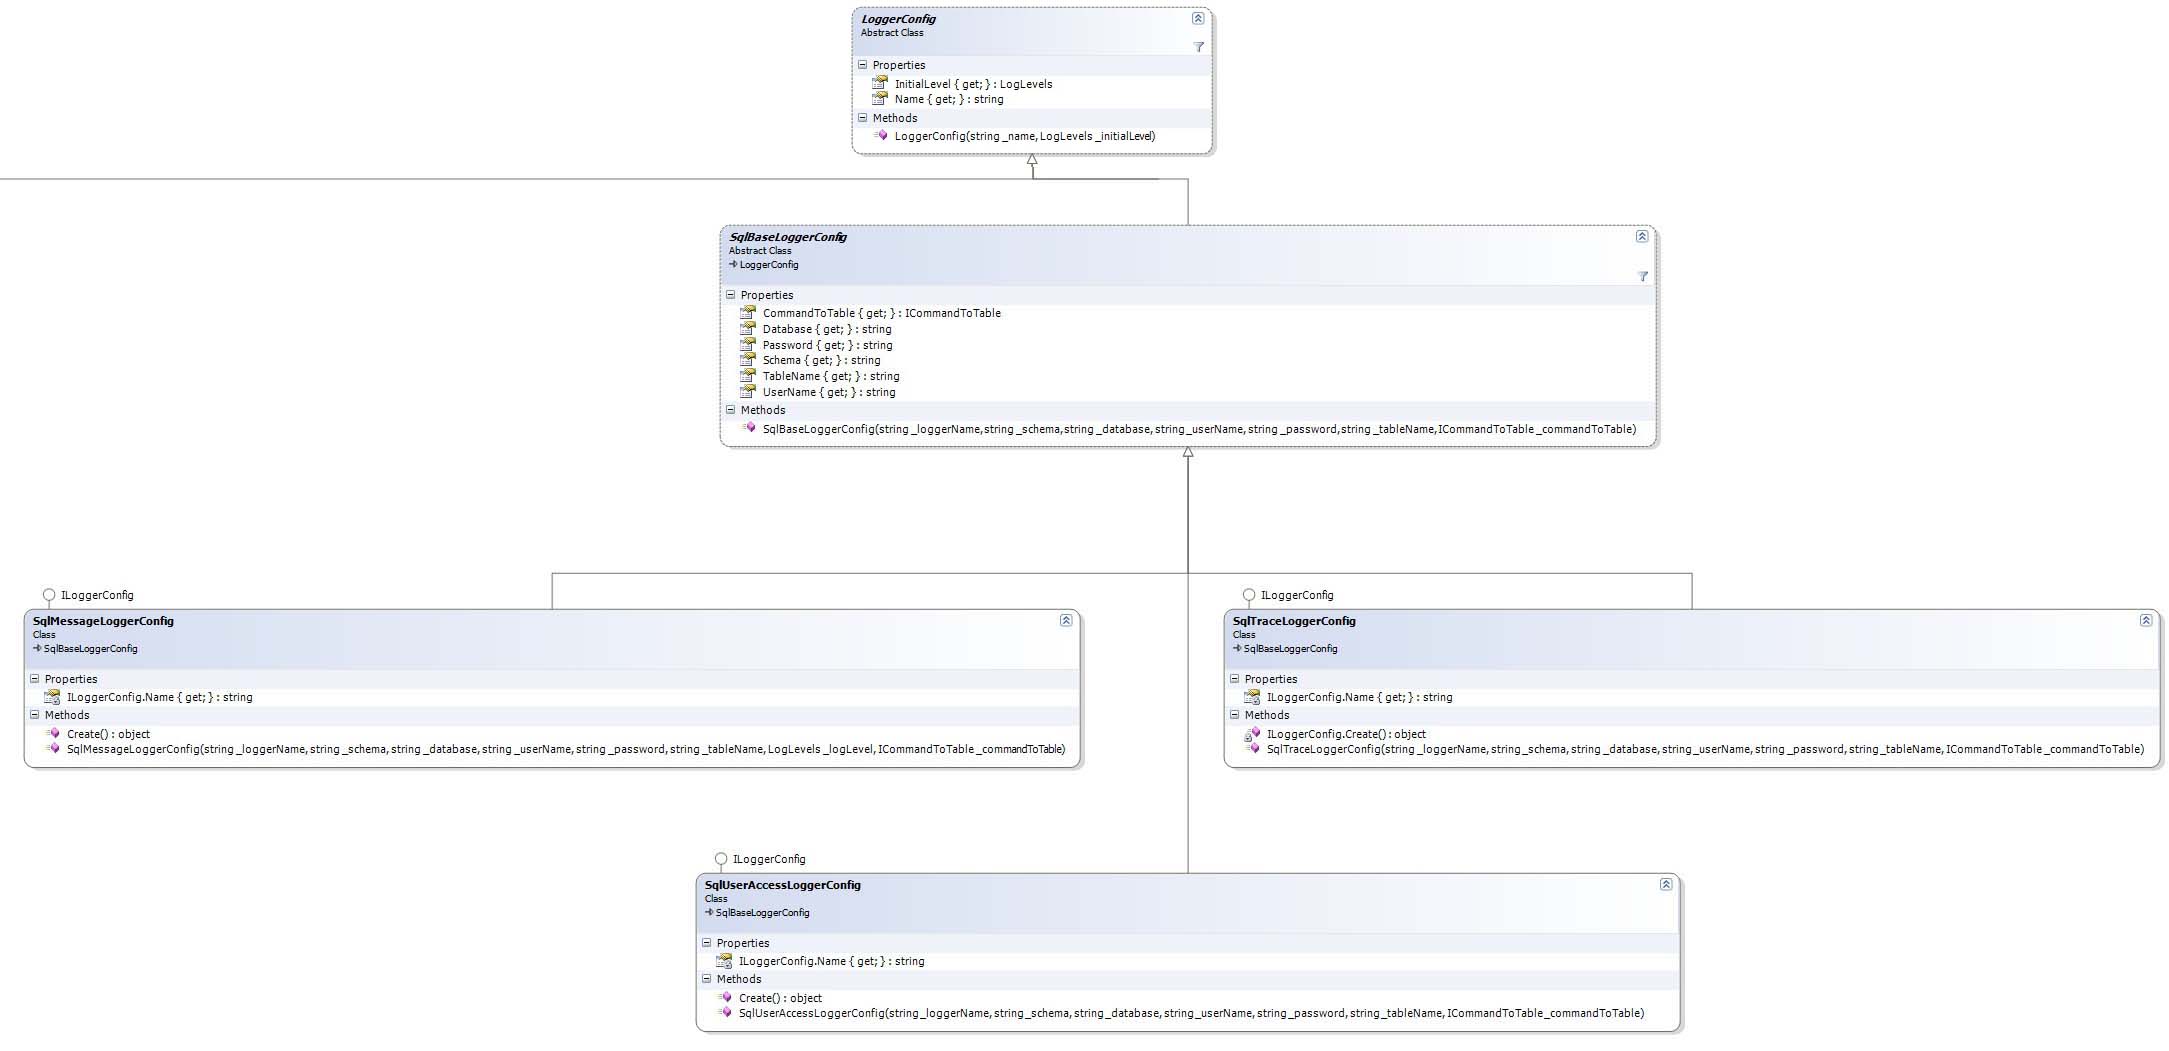 LoggerConfig
Abstract Class
Properties
InitialLevel { get; } : LogLevels
Name { get; } : string
Methods
LoggerConfig(string _name, LogLevels _initialLevel)
SqlBaseLoggerConfig
Abstract Class
LoggerConfig
Properties
CommandToTable { get; } : ICommandToTable
Database { get; } : string
Password { get; } : string
Schema { get; } : string
TableName { get; } : string
UserName { get; } : string
Methods
SqlBaseLoggerConfig(string _loggerName, string _schema, string _database, string _userName, string _password, string _tableName, ICommandToTable _commandToTable)
ILoggerConfig
SqlMessageLoggerConfig
Class
SqlBaseLoggerConfig
Properties
ILoggerConfig.Name { get; } : string
Methods
Create() : object
SqlMessageLoggerConfig(string _loggerName, string _schema, string _database, string _userName, string _password, string _tableName, LogLevels _logLevel, ICommandToTable _commandToTable)
ILoggerConfig
SqlTraceLoggerConfig
Class
SqlBaseLoggerConfig
Properties
ILoggerConfig.Name { get; } : string
Methods
ILoggerConfig.Create() : object
SqlTraceLoggerConfig(string _loggerName, string _schema, string _database, string _userName, string _password, string _tableName, ICommandToTable _commandToTable)
ILoggerConfig
SqlUserAccessLoggerConfig
Class
SqlBaseLoggerConfig
Properties
ILoggerConfig.Name { get; } : string
Methods
Create() : object
SqlUserAccessLoggerConfig(string _loggerName, string _schema, string _database, string _userName, string _password, string _tableName, ICommandToTable _commandToTable)